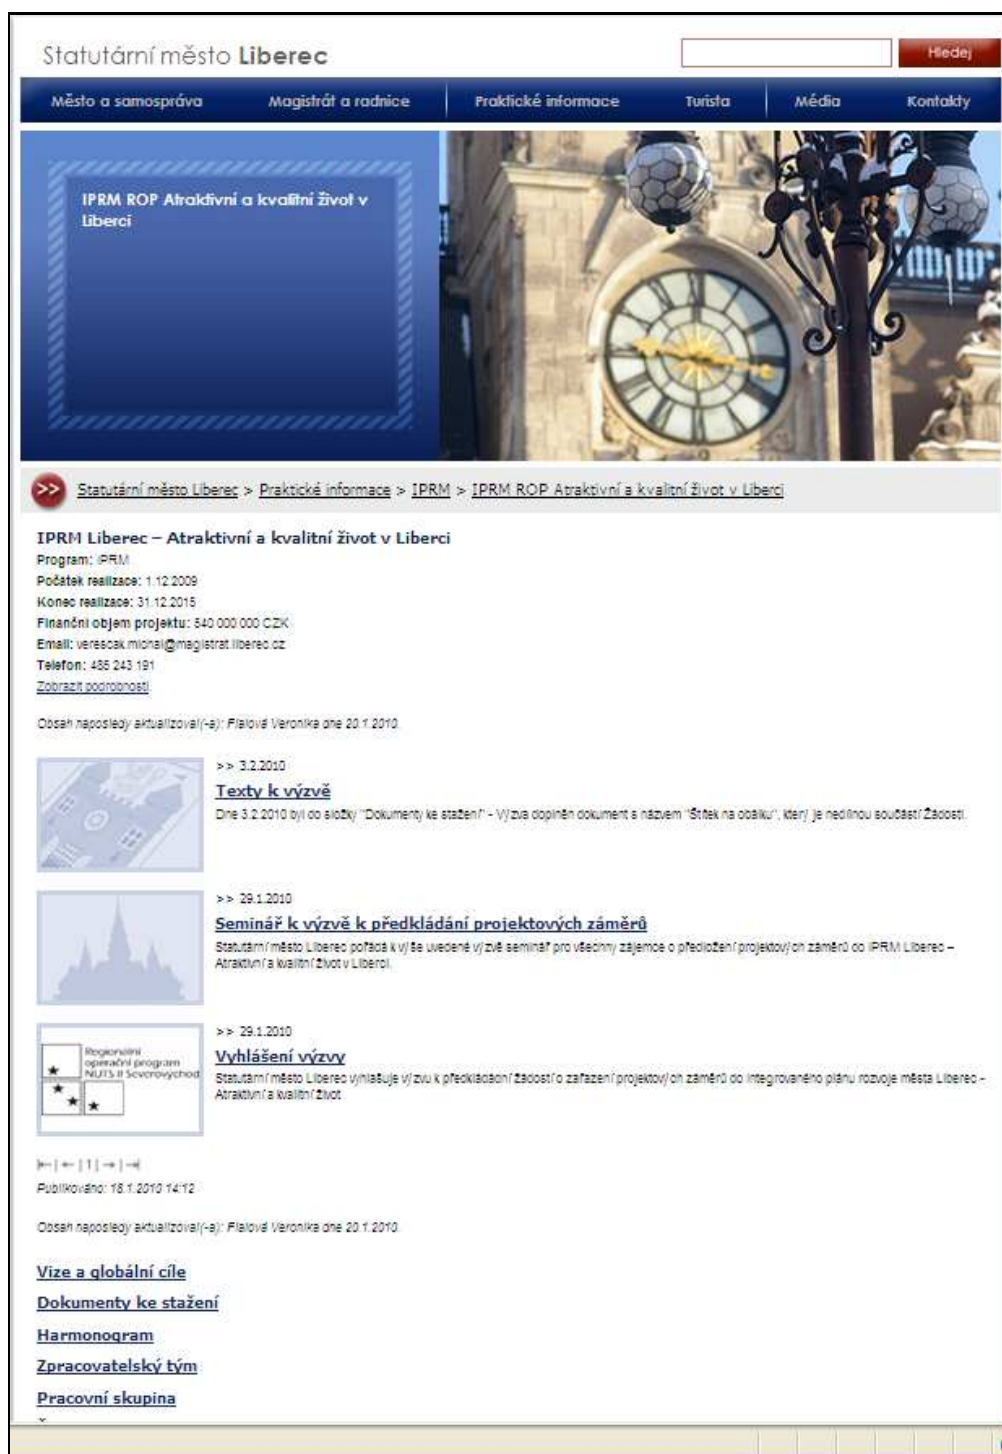 Statutární město Liberec
Hledej
Město a samospráva Magistrát a radnice Praktické informace Turista Média Kontakty
IPRM ROP Atraktivní a kvalitní život v
Liberci
>> Statutární město Liberec > Praktické informace > IPRM > IPRM ROP Atraktivní a kvalitní život v Liberci
IPRM Liberec – Atraktivní a kvalitní život v Liberci
Program: IPRM
Počátek realizace: 1.12.2009
Konec realizace: 31.12.2015
Finanční objem projektu: 540 000 000 CZK
Email: verescak.michal@magistrat.liberec.cz
Telefon: 485 243 191
Zobrazit podrobnosti
Obsah naposledy aktualizoval(-a): Fialová Veronika dne 20.1.2010.
>> 3.2.2010
Texty k výzvě
Dne 3.2.2010 byl do složky "Dokumenty ke stažení" - Výzva doplněn dokument s názvem "Štítek na obálku", který je nedílnou součástí Žádosti.
>> 29.1.2010
Seminář k výzvě k předkládání projektových záměrů
Statutární město Liberec pořádá k výše uvedené výzvě seminář pro všechny zájemce o předložení projektových záměrů do IPRM Liberec –
Atraktivní a kvalitní život v Liberci.
Regionální
operační program
NUTS II Severovýchod
>> 29.1.2010
Vyhlášení výzvy
Statutární město Liberec vyhlašuje výzvu k předkládání žádostí o zařazení projektových záměrů do Integrovaného plánu rozvoje města Liberec –
Atraktivní a kvalitní život
|←|←|1|→|→|
Publikováno: 18.1.2010 14:12
Obsah naposledy aktualizoval(-a): Fialová Veronika dne 20.1.2010.
Vize a globální cíle
Dokumenty ke stažení
Harmonogram
Zpracovatelský tým
Pracovní skupina